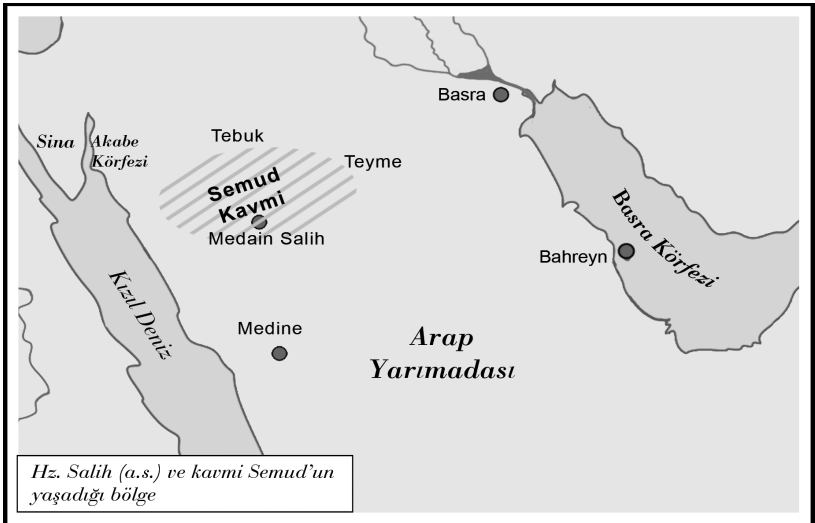 Basra
Tebuk
Sina
Akabe
Körfezi
Teyme
Semud
Kavmi
Medain Salih
Basra Körfezi
Bahreyn
Kızıl Deniz
Medine
Arap
Yarımadası
Hz. Salih (a.s.) ve kavmi Semud'un
yaşadığı bölge